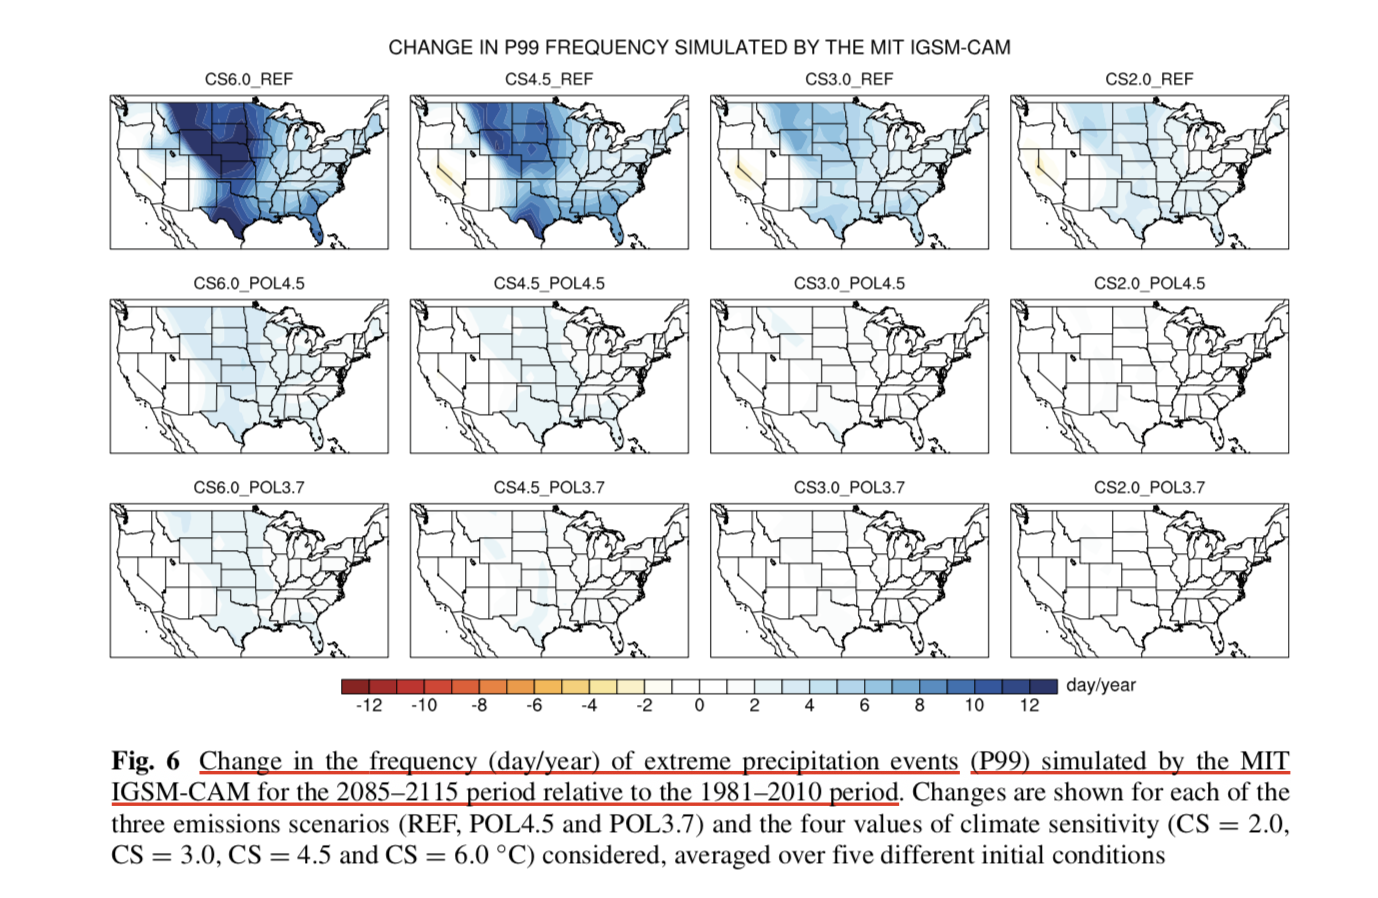 CHANGE IN P99 FREQUENCY SIMULATED BY THE MIT IGSM-CAM
CS6.0_REF
CS4.5_REF
CS3.0_REF
CS2.0_REF
CS6.0_POL4.5
CS4.5_POL4.5
CS3.0_POL4.5
CS2.0_POL4.5
CS6.0_POL3.7
CS4.5_POL3.7
CS3.0_POL3.7
CS2.0_POL3.7
-12 -10 -8 -6 -4 -2 0 2 4 6 8 10 12 day/year
Fig. 6 Change in the frequency (day/year) of extreme precipitation events (P99) simulated by the MIT
IGSM-CAM for the 2085–2115 period relative to the 1981–2010 period. Changes are shown for each of the
three emissions scenarios (REF, POL4.5 and POL3.7) and the four values of climate sensitivity (CS = 2.0,
CS = 3.0, CS = 4.5 and CS = 6.0 °C) considered, averaged over five different initial conditions